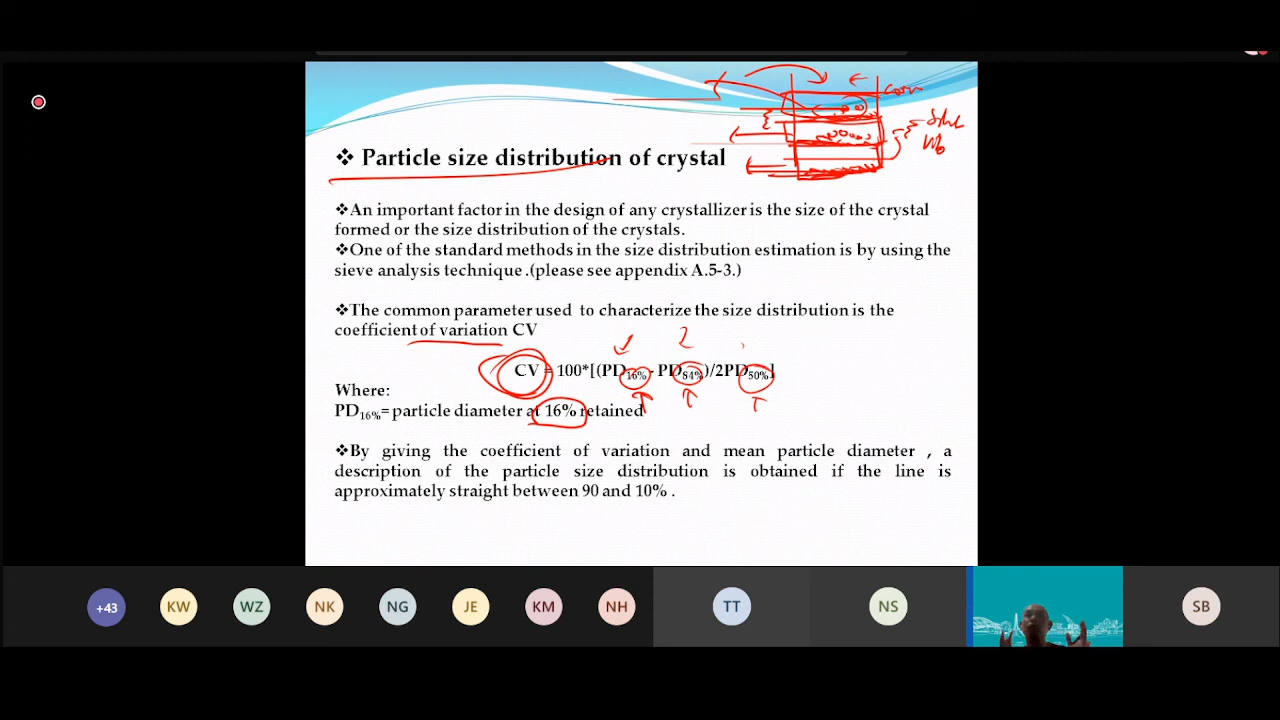 ❖ Particle size distribution of crystal
❖An important factor in the design of any crystallizer is the size of the crystal
formed or the size distribution of the crystals.
❖One of the standard methods in the size distribution estimation is by using the
sieve analysis technique .(please see appendix A.5-3.)
❖The common parameter used to characterize the size distribution is the
coefficient of variation CV
2
CV = 100*[(PD16% - PD84%)/2PD50%]
Where:
PD16%= particle diameter at 16% retained
❖By giving the coefficient of variation and mean particle diameter , a
description of the particle size distribution is obtained if the line is
approximately straight between 90 and 10% .
+43 KW WZ NK NG JE KM NH TT NS SB